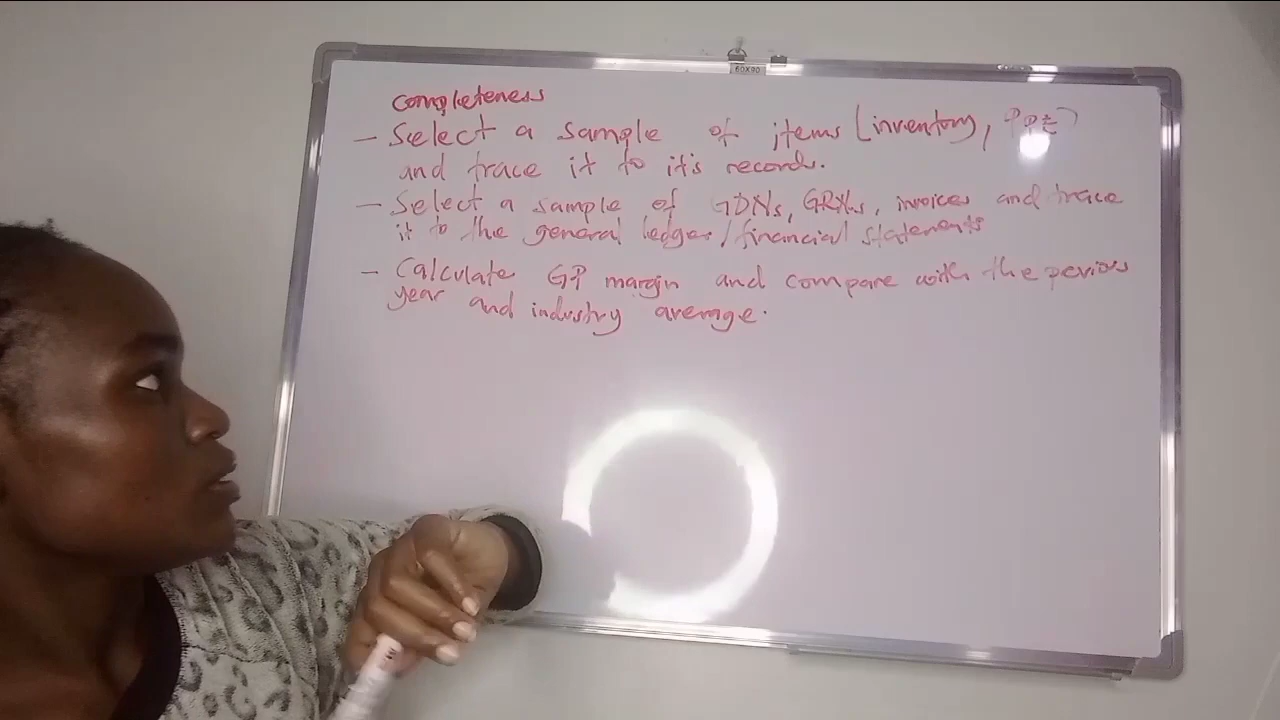 60X90
completeness
- Select a sample of items (inventory, PPE)
and trace it to it's records.
- Select a sample of GDNs, GRNs, invoices and trace
it to the general ledger/financial statements
- Calculate GP margin and compare with the pervious
year and industry average.